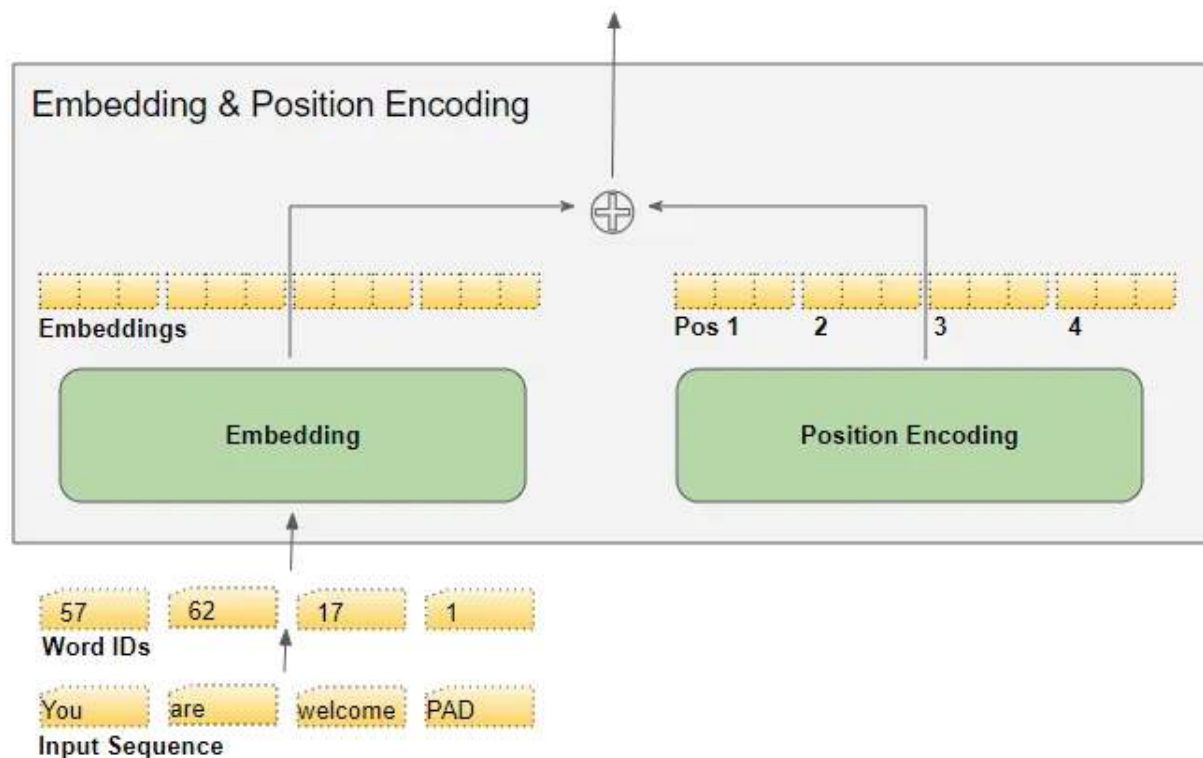 Embedding & Position Encoding
Embeddings
Pos 1 2 3 4
Embedding
Position Encoding
57 62 17 1
Word IDs
You are welcome PAD
Input Sequence